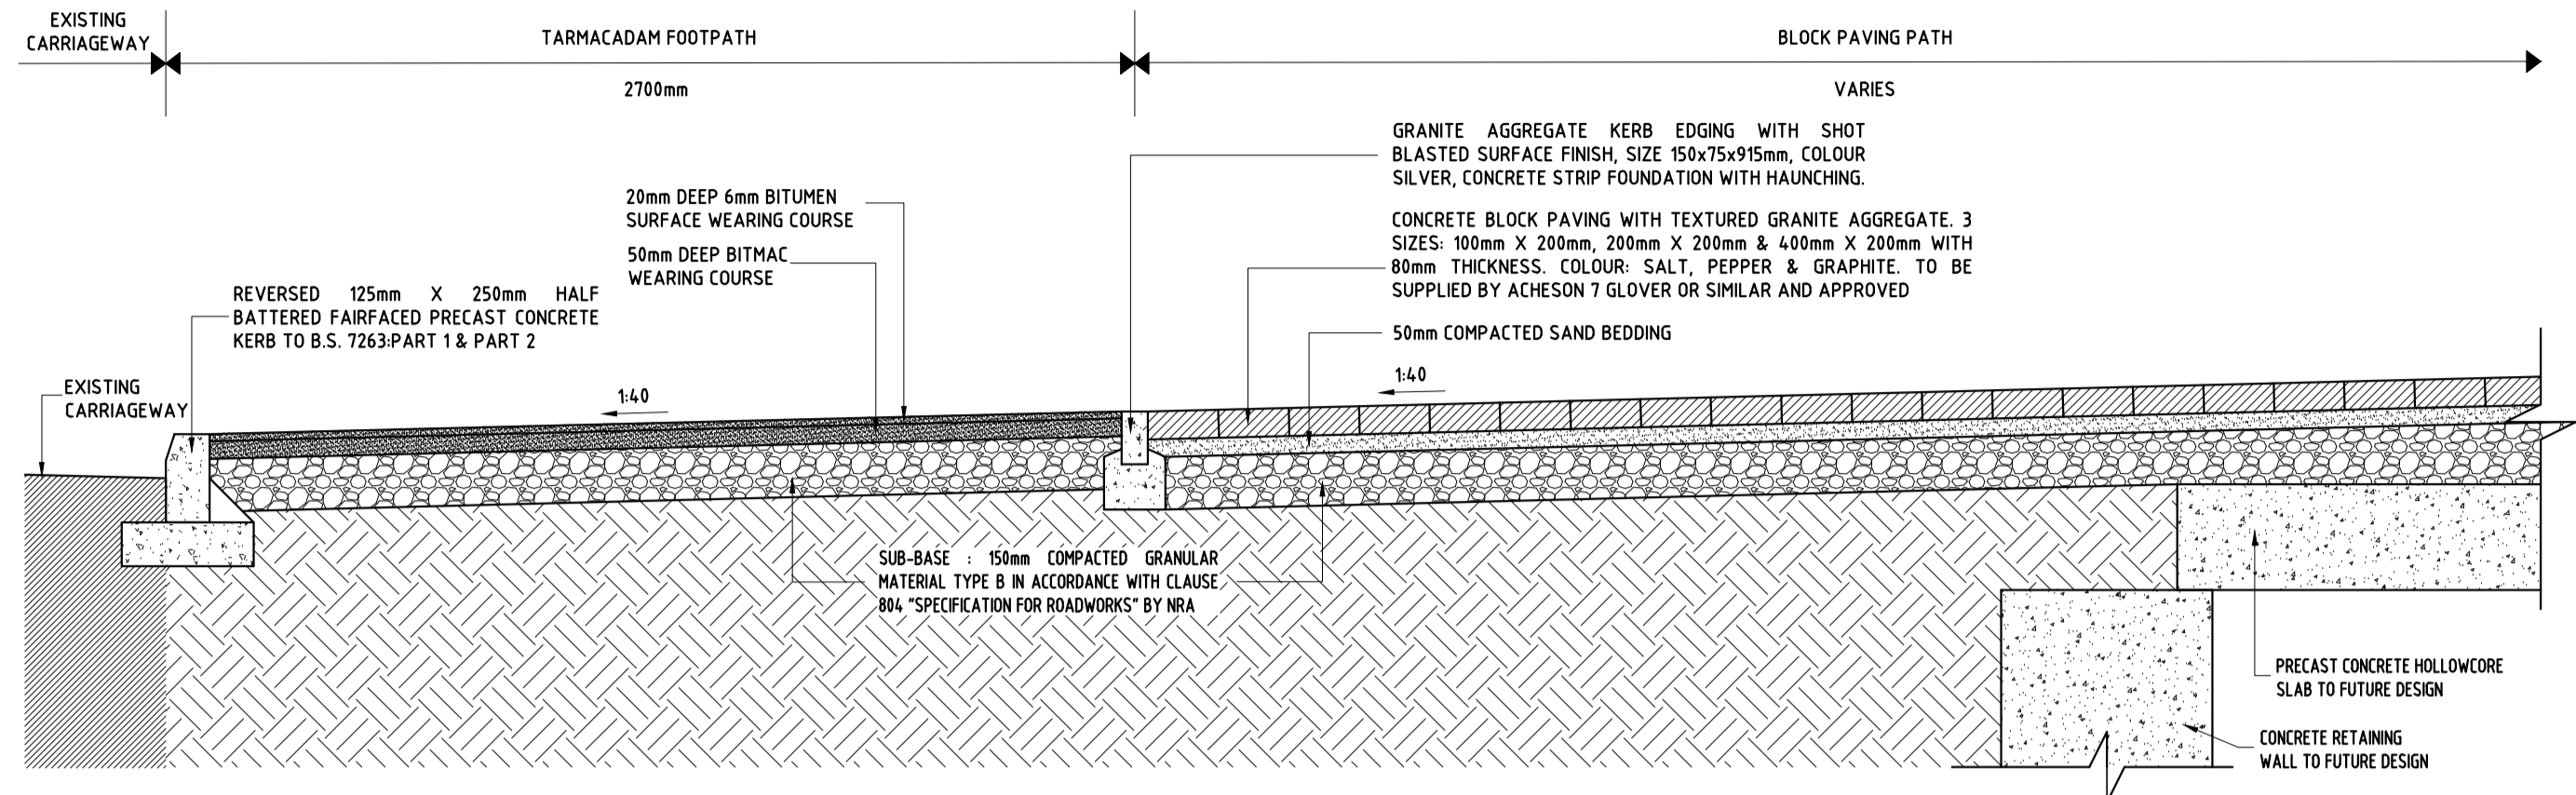 EXISTING
CARRIAGEWAY
TARMACADAM FOOTPATH
2700mm
BLOCK PAVING PATH
VARIES
GRANITE AGGREGATE KERB EDGING WITH SHOT
BLASTED SURFACE FINISH, SIZE 150x75x915mm, COLOUR
SILVER, CONCRETE STRIP FOUNDATION WITH HAUNCHING.
20mm DEEP 6mm BITUMEN
SURFACE WEARING COURSE
50mm DEEP BITMAC
WEARING COURSE
CONCRETE BLOCK PAVING WITH TEXTURED GRANITE AGGREGATE. 3
SIZES: 100mm X 200mm, 200mm X 200mm & 400mm X 200mm WITH
80mm THICKNESS. COLOUR: SALT, PEPPER & GRAPHITE. TO BE
SUPPLIED BY ACHESON 7 GLOVER OR SIMILAR AND APPROVED
REVERSED 125mm X 250mm HALF
BATTERED FAIRFACED PRECAST CONCRETE
KERB TO B.S. 7263:PART 1 & PART 2
50mm COMPACTED SAND BEDDING
EXISTING
CARRIAGEWAY
1:40
1:40
SUB-BASE : 150mm COMPACTED GRANULAR
MATERIAL TYPE B IN ACCORDANCE WITH CLAUSE
804 "SPECIFICATION FOR ROADWORKS" BY NRA
PRECAST CONCRETE HOLLOWCORE
SLAB TO FUTURE DESIGN
CONCRETE RETAINING
WALL TO FUTURE DESIGN